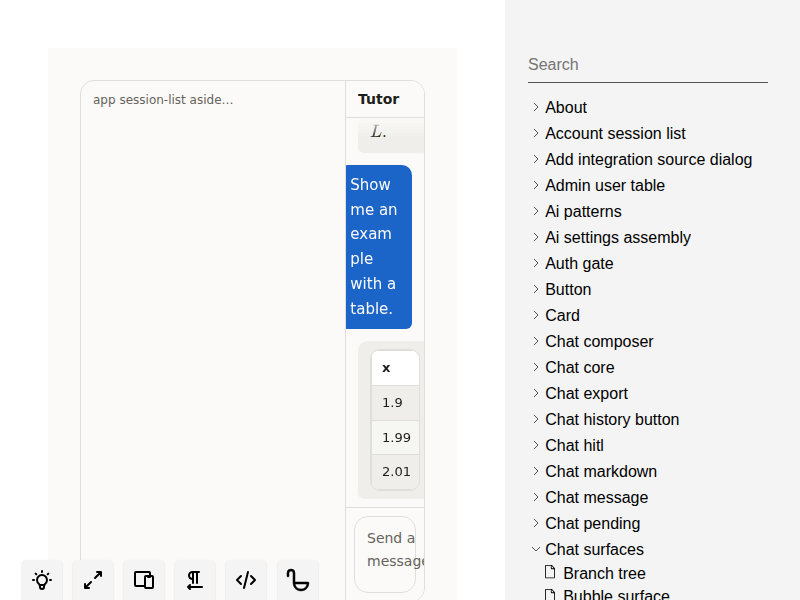 app session-list aside…
Tutor
L.
Show
me an
exam
ple
with a
table.
x
1.9
1.99
2.01
Send a
message
Search
About
Account session list
Add integration source dialog
Admin user table
Ai patterns
Ai settings assembly
Auth gate
Button
Card
Chat composer
Chat core
Chat export
Chat history button
Chat hitl
Chat markdown
Chat message
Chat pending
Chat surfaces
Branch tree
Bubble surface